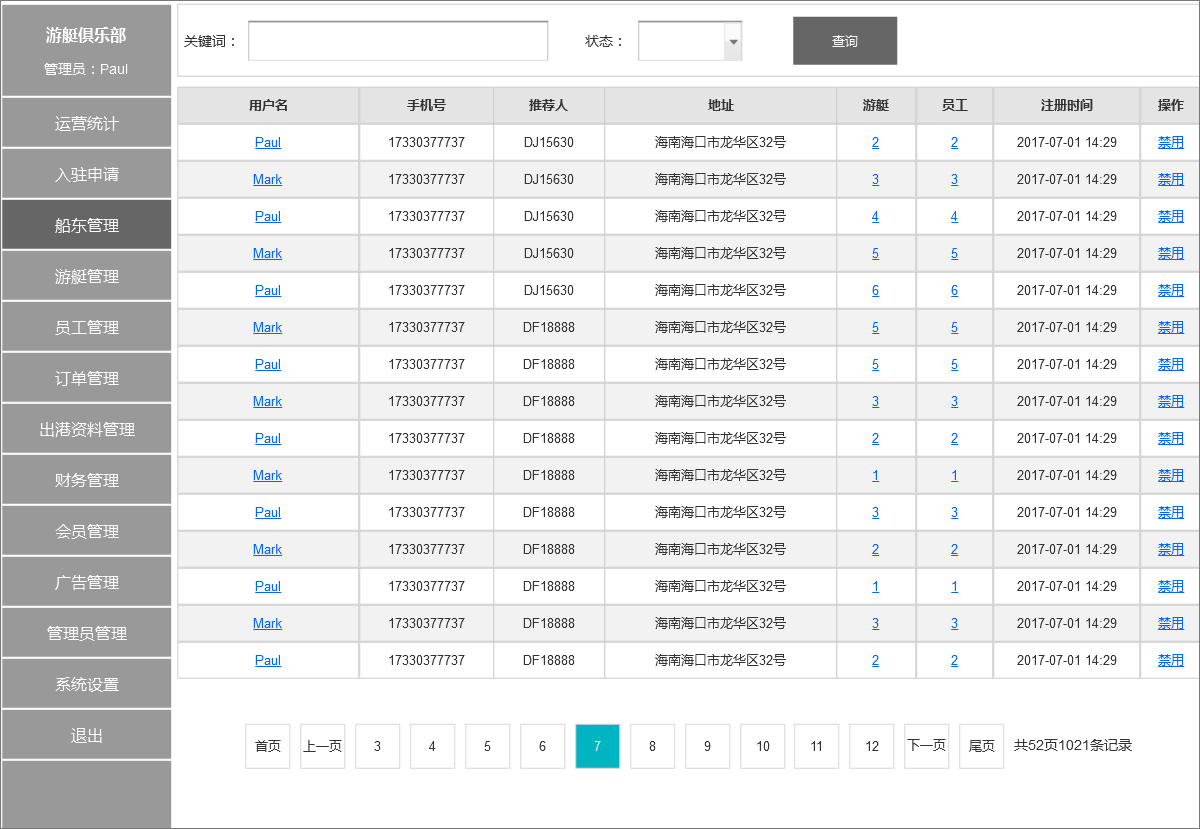 游艇俱乐部
管理员：Paul
运营统计
入驻申请
船东管理
游艇管理
员工管理
订单管理
出港资料管理
财务管理
会员管理
广告管理
管理员管理
系统设置
退出
关键词： 状态： 查询
用户名 手机号 推荐人 地址 游艇 员工 注册时间 操作
Paul 17330377737 DJ15630 海南海口市龙华区32号 2 2 2017-07-01 14:29 禁用
Mark 17330377737 DJ15630 海南海口市龙华区32号 3 3 2017-07-01 14:29 禁用
Paul 17330377737 DJ15630 海南海口市龙华区32号 4 4 2017-07-01 14:29 禁用
Mark 17330377737 DJ15630 海南海口市龙华区32号 5 5 2017-07-01 14:29 禁用
Paul 17330377737 DJ15630 海南海口市龙华区32号 6 6 2017-07-01 14:29 禁用
Mark 17330377737 DF18888 海南海口市龙华区32号 5 5 2017-07-01 14:29 禁用
Paul 17330377737 DF18888 海南海口市龙华区32号 5 5 2017-07-01 14:29 禁用
Mark 17330377737 DF18888 海南海口市龙华区32号 3 3 2017-07-01 14:29 禁用
Paul 17330377737 DF18888 海南海口市龙华区32号 2 2 2017-07-01 14:29 禁用
Mark 17330377737 DF18888 海南海口市龙华区32号 1 1 2017-07-01 14:29 禁用
Paul 17330377737 DF18888 海南海口市龙华区32号 3 3 2017-07-01 14:29 禁用
Mark 17330377737 DF18888 海南海口市龙华区32号 2 2 2017-07-01 14:29 禁用
Paul 17330377737 DF18888 海南海口市龙华区32号 1 1 2017-07-01 14:29 禁用
Mark 17330377737 DF18888 海南海口市龙华区32号 3 3 2017-07-01 14:29 禁用
Paul 17330377737 DF18888 海南海口市龙华区32号 2 2 2017-07-01 14:29 禁用
首页 上一页 3 4 5 6 7 8 9 10 11 12 下一页 尾页 共52页1021条记录